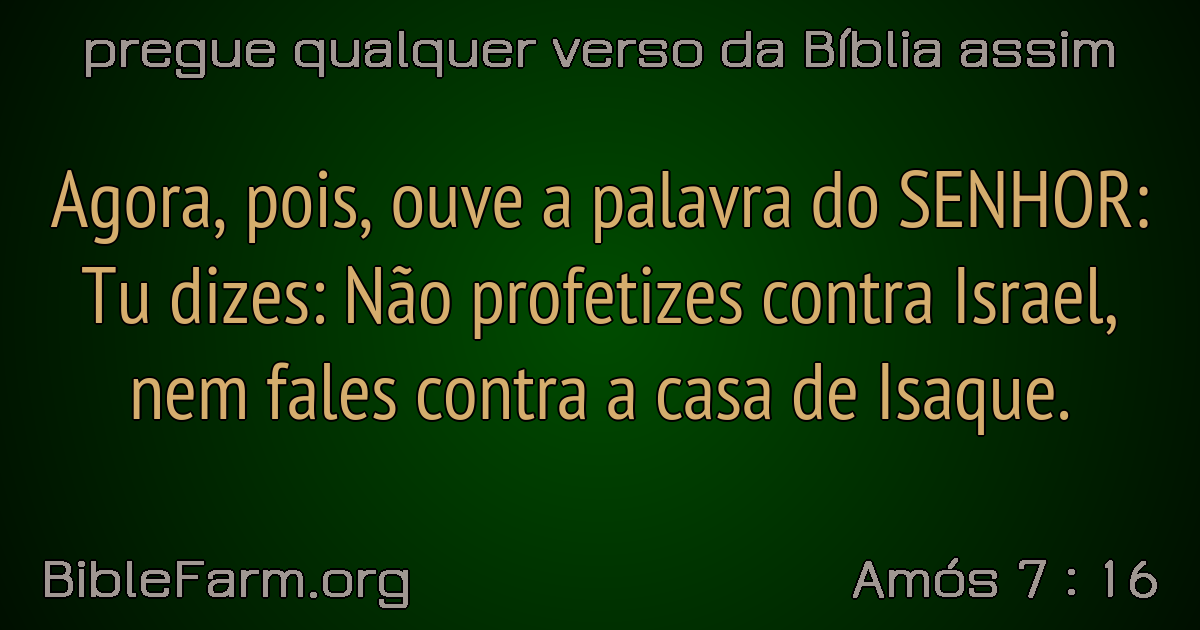 pregue qualquer verso da Bíblia assim
Agora, pois, ouve a palavra do SENHOR:
Tu dizes: Não profetizes contra Israel,
nem fales contra a casa de Isaque.
BibleFarm.org
Amós 7 : 16